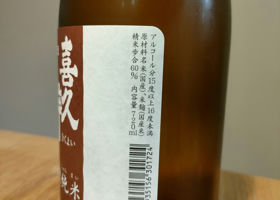 アルコール分15度以上16度未満
原材料名 米(国産)、米麹(国産米)
精米歩合60% 内容量720ml
喜久
純米
35156301724